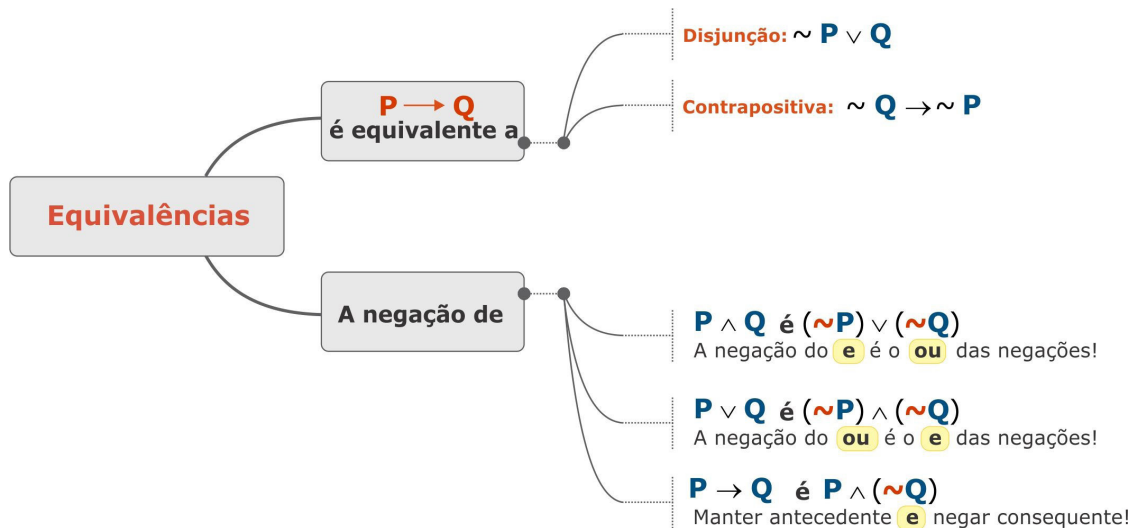 Equivalências
P → Q
é equivalente a
Disjunção: ~ P ∨ Q
Contrapositiva: ~ Q → ~ P
A negação de
P ∧ Q é (~P) ∨ (~Q)
A negação do e é o ou das negações!
P ∨ Q é (~P) ∧ (~Q)
A negação do ou é o e das negações!
P → Q é P ∧ (~Q)
Manter antecedente e negar consequente!